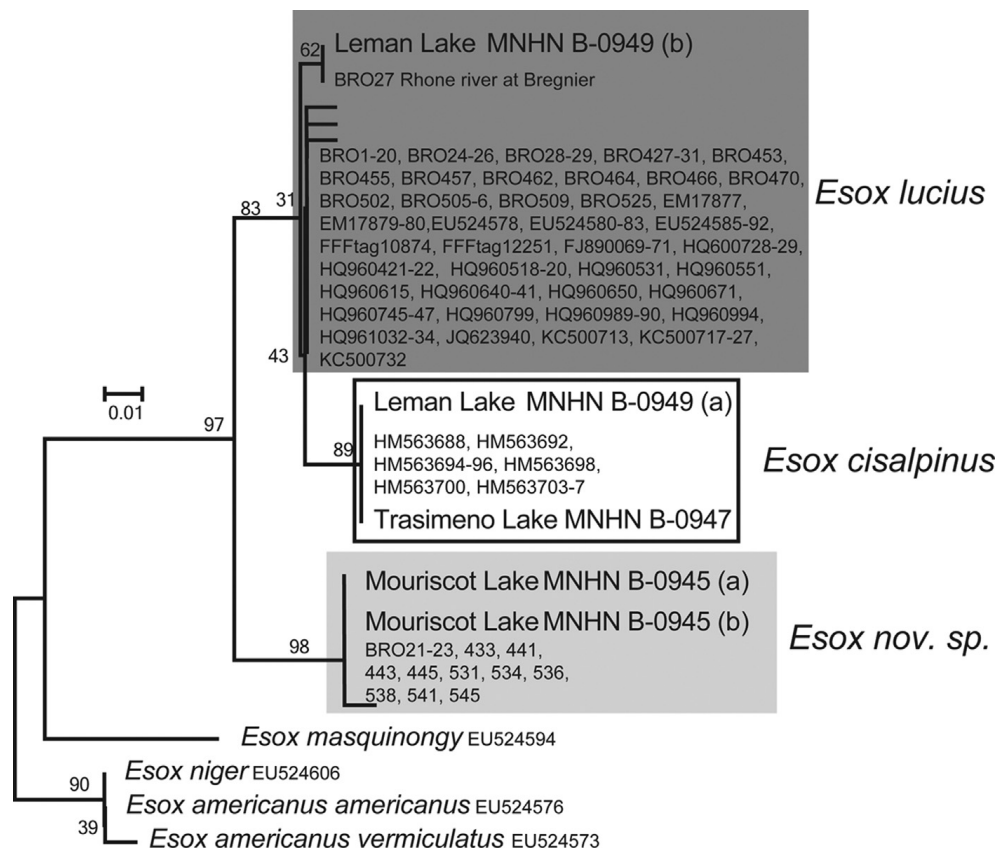 62
Leman Lake MNHN B-0949 (b)
BRO27 Rhone river at Bregnier
BRO1-20, BRO24-26, BRO28-29, BRO427-31, BRO453,
BRO455, BRO457, BRO462, BRO464, BRO466, BRO470,
BRO502, BRO505-6, BRO509, BRO525, EM17877,
EM17879-80,EU524578, EU524580-83, EU524585-92,
FFFtag10874, FFFtag12251, FJ890069-71, HQ600728-29,
HQ960421-22, HQ960518-20, HQ960531, HQ960551,
HQ960615, HQ960640-41, HQ960650, HQ960671,
HQ960745-47, HQ960799, HQ960989-90, HQ960994,
HQ961032-34, JQ623940, KC500713, KC500717-27,
KC500732
Esox lucius
31
83
43
0.01
97
Leman Lake MNHN B-0949 (a)
89
HM563688, HM563692,
HM563694-96, HM563698,
HM563700, HM563703-7
Trasimeno Lake MNHN B-0947
Esox cisalpinus
Mouriscot Lake MNHN B-0945 (a)
Mouriscot Lake MNHN B-0945 (b)
98
BRO21-23, 433, 441,
443, 445, 531, 534, 536,
538, 541, 545
Esox nov. sp.
Esox masquinongy EU524594
90
Esox niger EU524606
Esox americanus americanus EU524576
39
Esox americanus vermiculatus EU524573